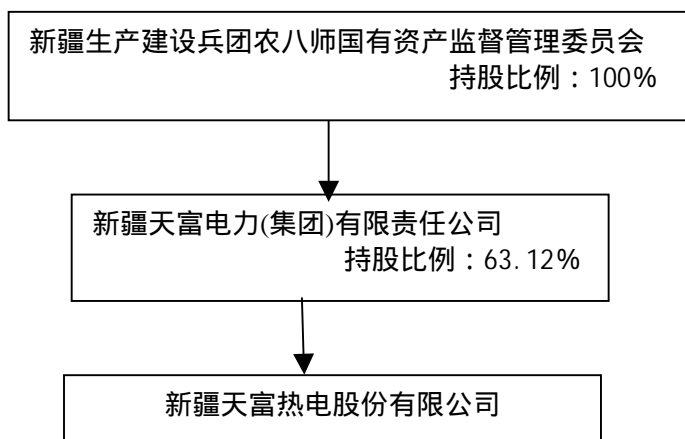 新疆生产建设兵团农八师国有资产监督管理委员会
持股比例：100%
新疆天富电力(集团)有限责任公司
持股比例：63.12%
新疆天富热电股份有限公司